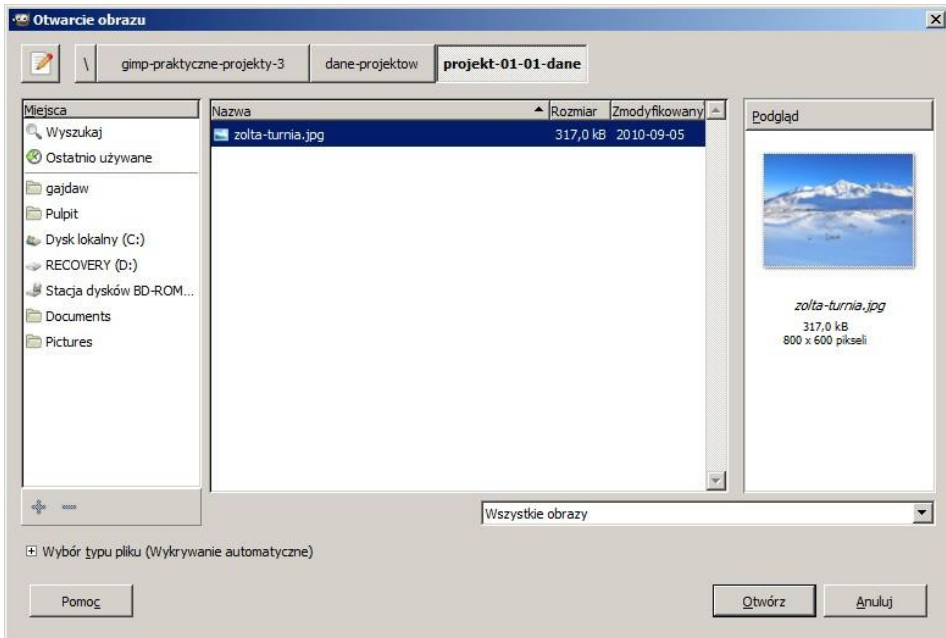 Otwarcie obrazu
\ gimp-praktyczne-projekty-3 dane-projektow projekt-01-01-dane
Miejsca
Wyszukaj
Ostatnio używane
gajdaw
Pulpit
Dysk lokalny (C:)
RECOVERY (D:)
Stacja dysków BD-ROM...
Documents
Pictures
Nazwa Rozmiar Zmodyfikowany
zolta-turnia.jpg 317,0 kB 2010-09-05
Podgląd
zolta-turnia.jpg
317,0 kB
800 x 600 pikseli
Wszystkie obrazy
Wybór typu pliku (Wykrywanie automatyczne)
Pomoc Otwórz Anuluj